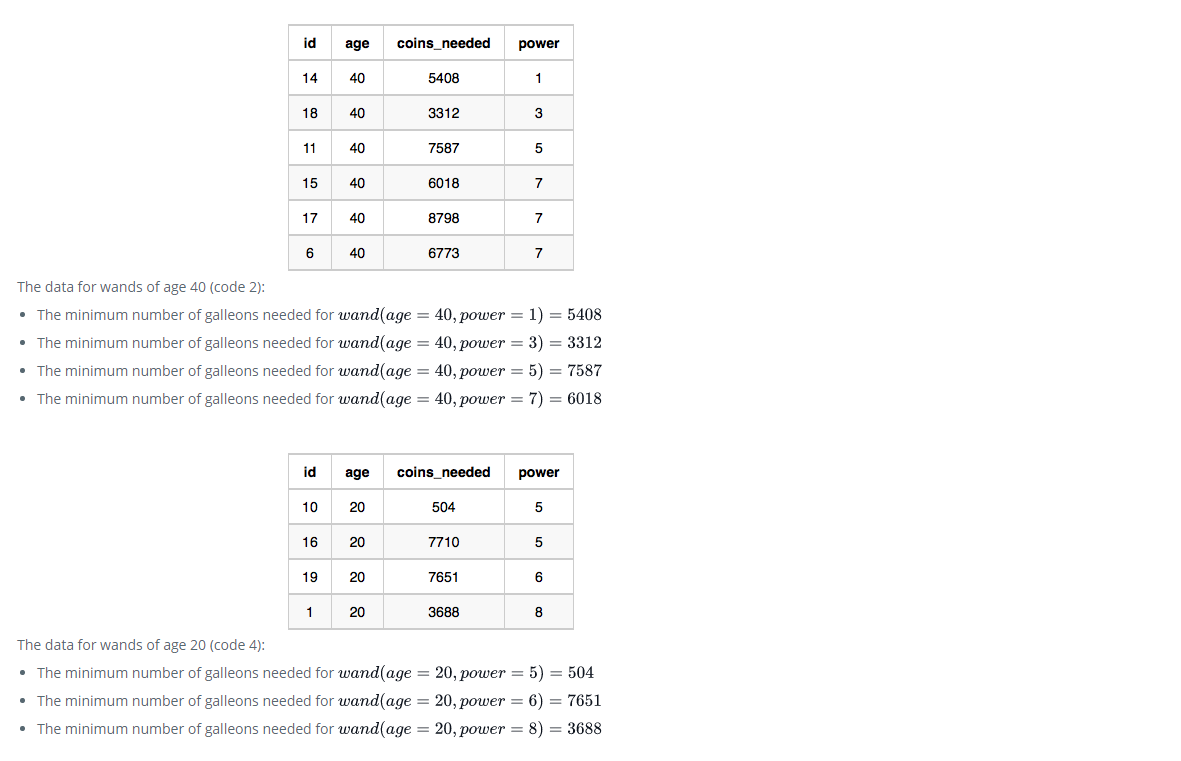 id age coins_needed power
14 40 5408 1
18 40 3312 3
11 40 7587 5
15 40 6018 7
17 40 8798 7
6 40 6773 7
The data for wands of age 40 (code 2):
• The minimum number of galleons needed for wand(age = 40, power = 1) = 5408
• The minimum number of galleons needed for wand(age = 40, power = 3) = 3312
• The minimum number of galleons needed for wand(age = 40, power = 5) = 7587
• The minimum number of galleons needed for wand(age = 40, power = 7) = 6018
id age coins_needed power
10 20 504 5
16 20 7710 5
19 20 7651 6
1 20 3688 8
The data for wands of age 20 (code 4):
• The minimum number of galleons needed for wand(age = 20, power = 5) = 504
• The minimum number of galleons needed for wand(age = 20, power = 6) = 7651
• The minimum number of galleons needed for wand(age = 20, power = 8) = 3688